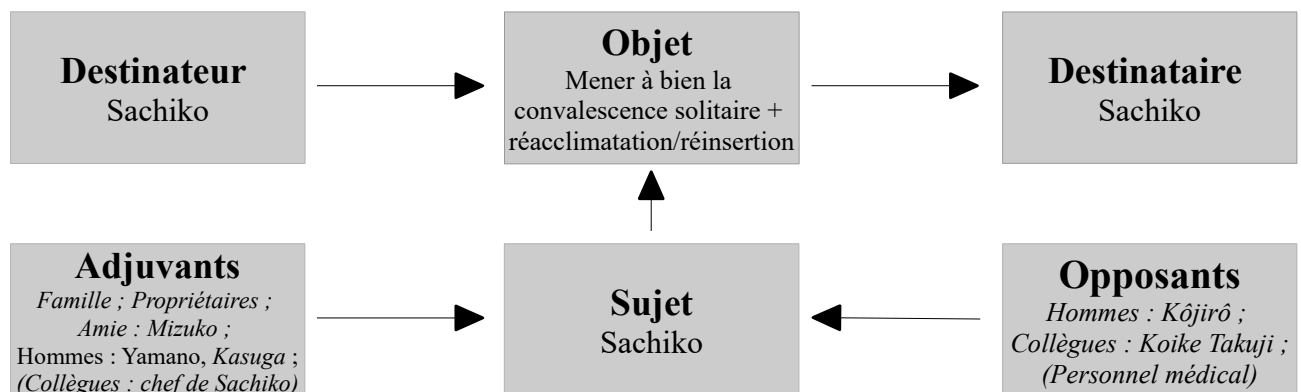 Destinateur
Sachiko
Objet
Mener à bien la
convalescence solitaire +
réacclimatation/réinsertion
Destinataire
Sachiko
Adjuvants
Famille ; Propriétaires ;
Amie : Mizuko ;
Hommes : Yamano, Kasuga ;
(Collègues : chef de Sachiko)
Sujet
Sachiko
Opposants
Hommes : Kôjirô ;
Collègues : Koike Takuji ;
(Personnel médical)